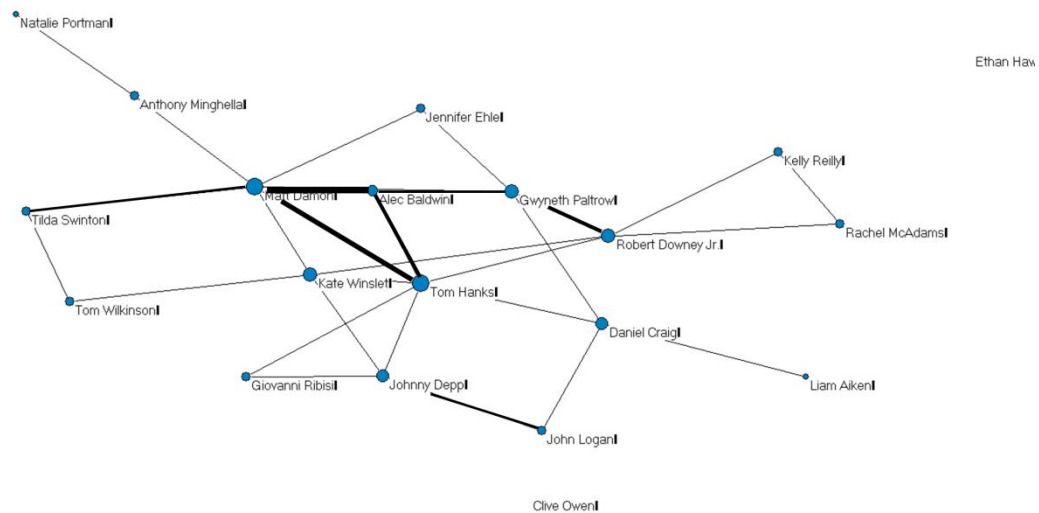 Natalie Portman
Ethan Haw
Anthony Minghella
Jennifer Ehle
Kelly Reilly
Matt Damon
Alec Baldwin
Gwyneth Paltrow
Tilda Swinton
Robert Downey Jr.
Rachel McAdams
Kate Winslet
Tom Hanks
Tom Wilkinson
Daniel Craig
Giovanni Ribisi
Johnny Depp
Liam Aiken
John Logan
Clive Owen